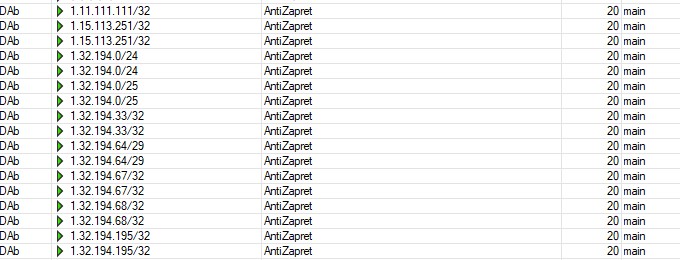 DAb 1.11.111.111/32 AntiZapret 20 main
DAb 1.15.113.251/32 AntiZapret 20 main
DAb 1.15.113.251/32 AntiZapret 20 main
DAb 1.32.194.0/24 AntiZapret 20 main
DAb 1.32.194.0/24 AntiZapret 20 main
DAb 1.32.194.0/25 AntiZapret 20 main
DAb 1.32.194.0/25 AntiZapret 20 main
DAb 1.32.194.33/32 AntiZapret 20 main
DAb 1.32.194.33/32 AntiZapret 20 main
DAb 1.32.194.64/29 AntiZapret 20 main
DAb 1.32.194.64/29 AntiZapret 20 main
DAb 1.32.194.67/32 AntiZapret 20 main
DAb 1.32.194.67/32 AntiZapret 20 main
DAb 1.32.194.68/32 AntiZapret 20 main
DAb 1.32.194.68/32 AntiZapret 20 main
DAb 1.32.194.195/32 AntiZapret 20 main
DAb 1.32.194.195/32 AntiZapret 20 main